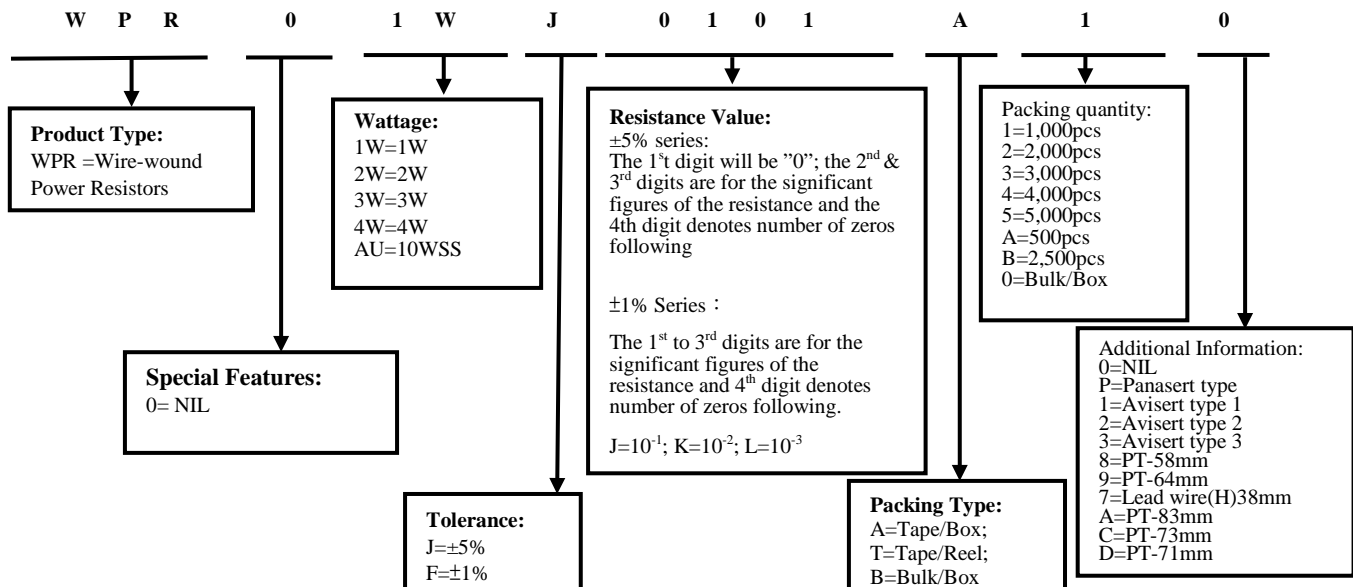 W P R 0 1 W J 0 1 0 1 A 1 0
Product Type:
WPR =Wire-wound
Power Resistors
Wattage:
1W=1W
2W=2W
3W=3W
4W=4W
AU=10WSS
Resistance Value:
±5% series:
The 1'st digit will be ”0”; the 2nd &
3rd digits are for the significant
figures of the resistance and the
4th digit denotes number of zeros
following
±1% Series：
The 1st to 3rd digits are for the
significant figures of the
resistance and 4th digit denotes
number of zeros following.
J=10-1; K=10-2; L=10-3
Packing quantity:
1=1,000pcs
2=2,000pcs
3=3,000pcs
4=4,000pcs
5=5,000pcs
A=500pcs
B=2,500pcs
0=Bulk/Box
Special Features:
0= NIL
Additional Information:
0=NIL
P=Panasert type
1=Avisert type 1
2=Avisert type 2
3=Avisert type 3
8=PT-58mm
9=PT-64mm
7=Lead wire(H)38mm
A=PT-83mm
C=PT-73mm
D=PT-71mm
Tolerance:
J=±5%
F=±1%
Packing Type:
A=Tape/Box;
T=Tape/Reel;
B=Bulk/Box